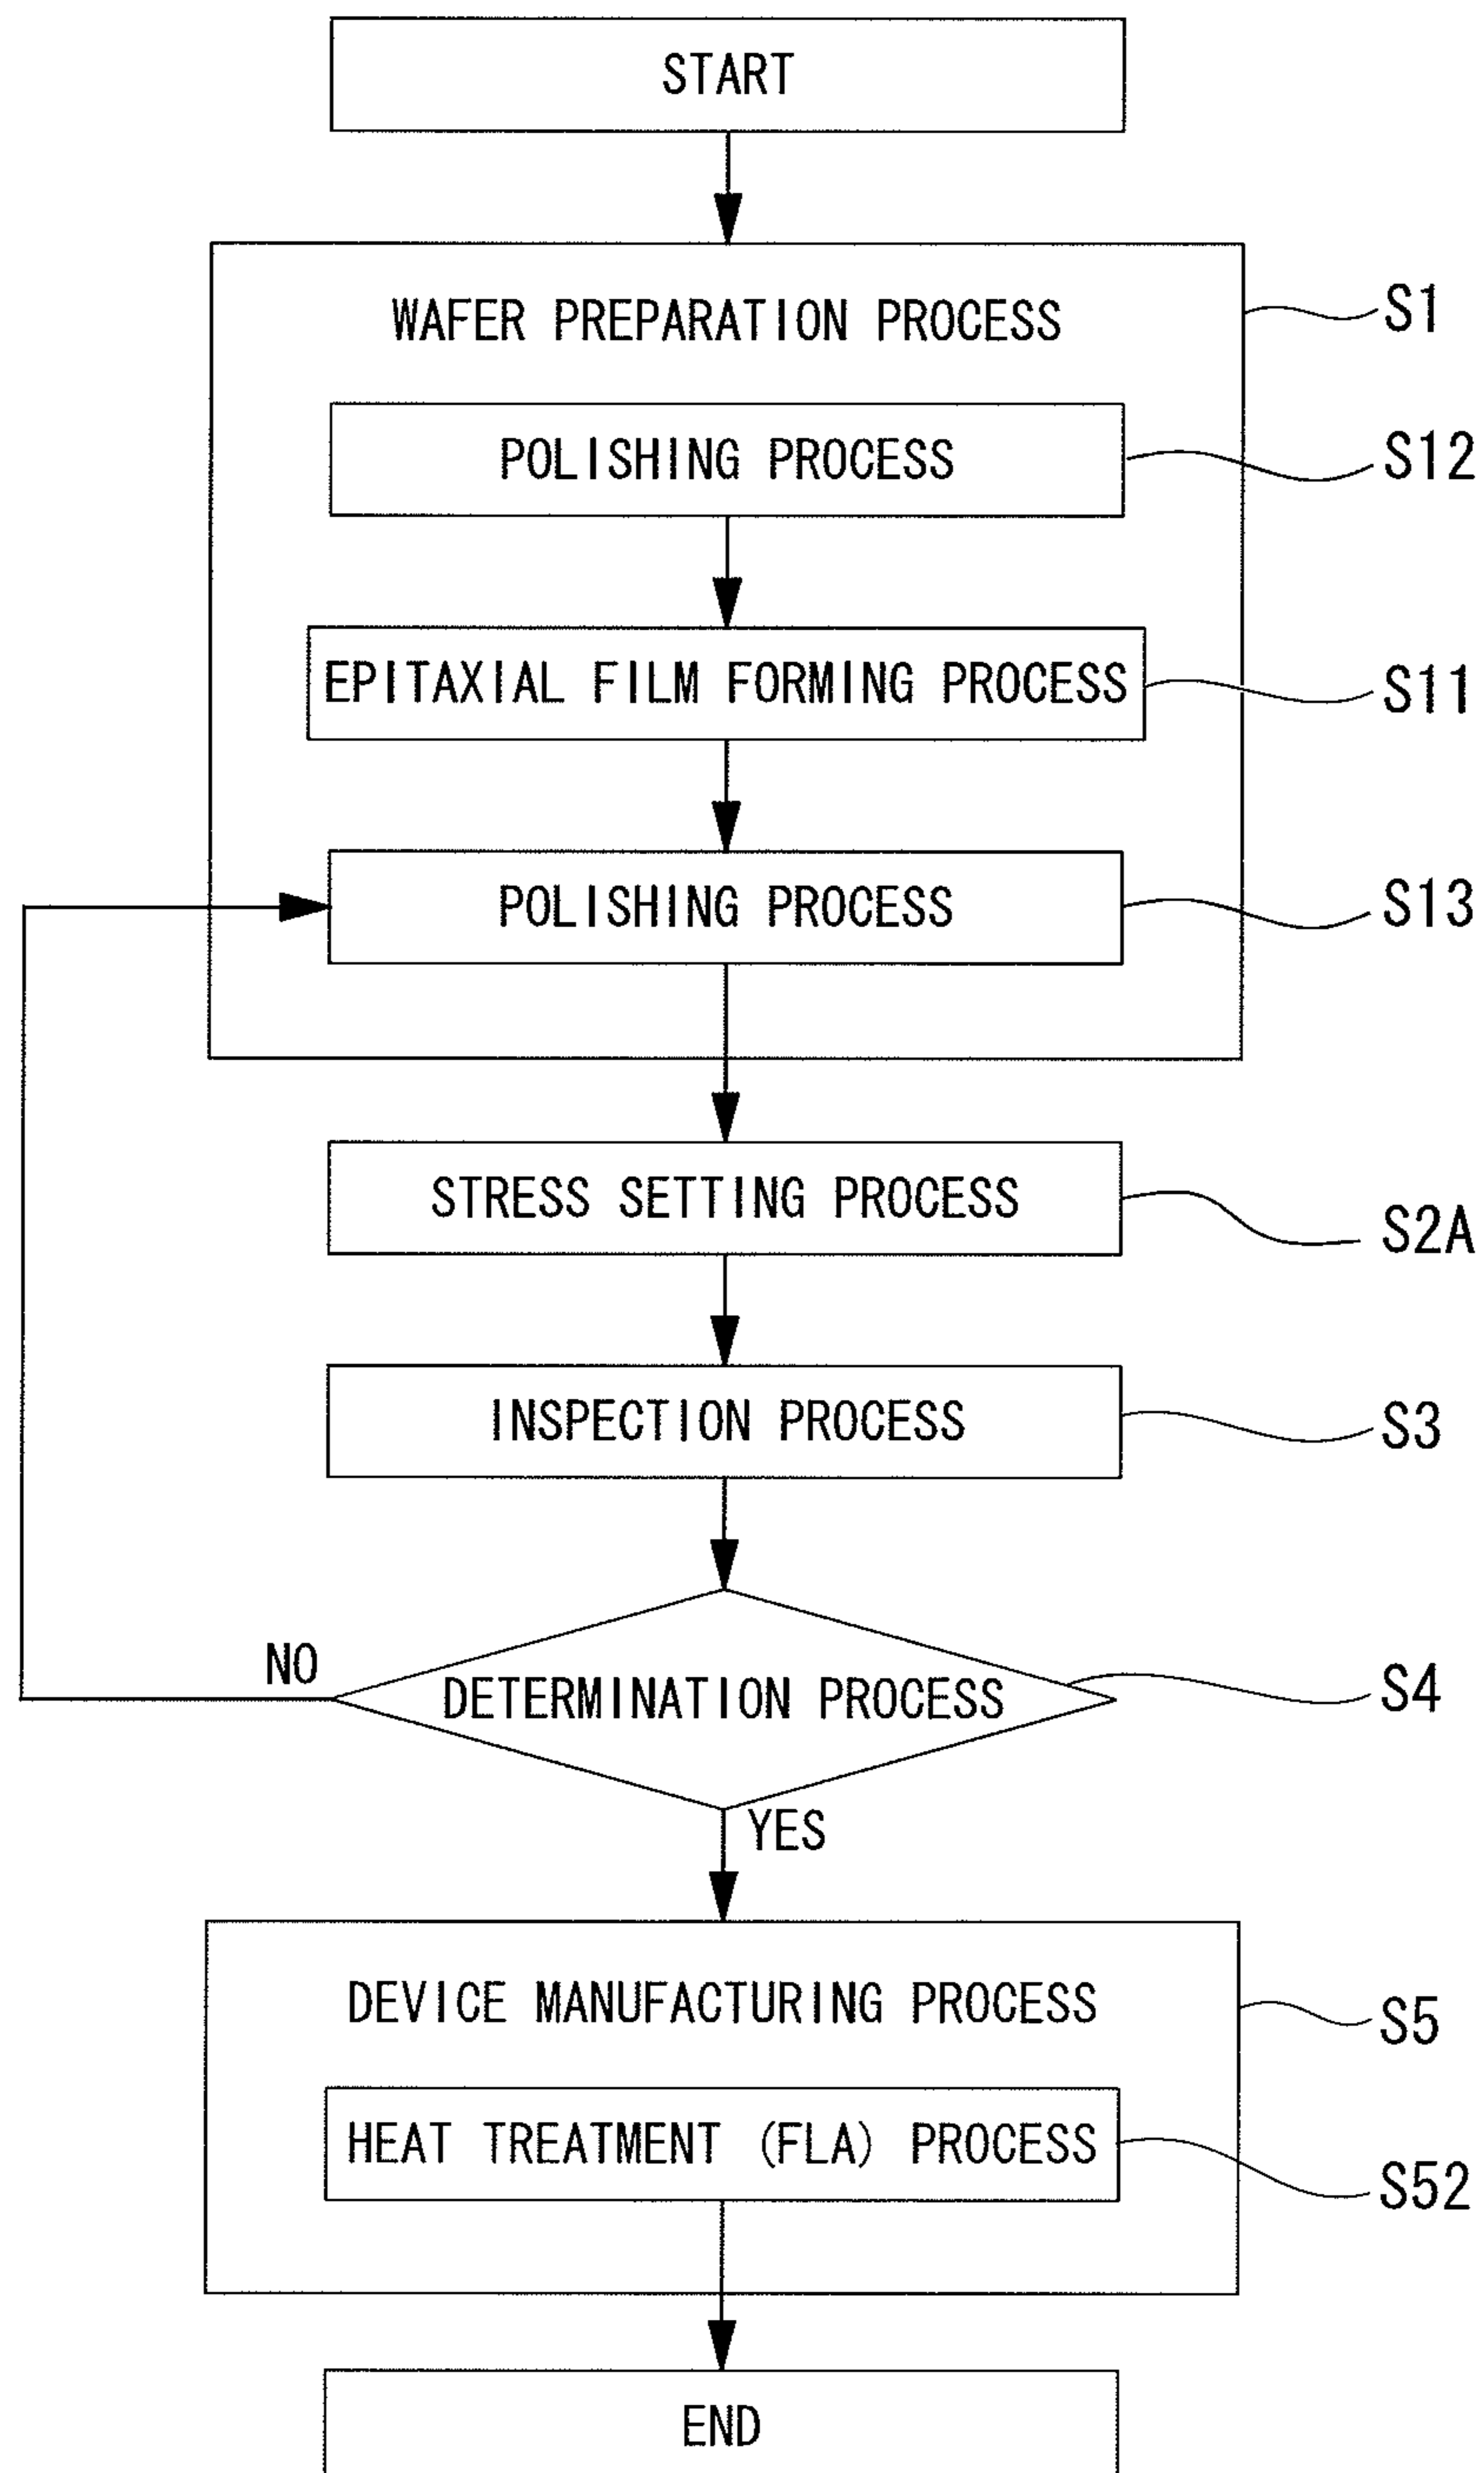 START
WAFER PREPARATION PROCESS
S1
POLISHING PROCESS
S12
EPITAXIAL FILM FORMING PROCESS
S11
POLISHING PROCESS
S13
STRESS SETTING PROCESS
S2A
INSPECTION PROCESS
S3
NO
DETERMINATION PROCESS
S4
YES
DEVICE MANUFACTURING PROCESS
S5
HEAT TREATMENT (FLA) PROCESS
S52
END